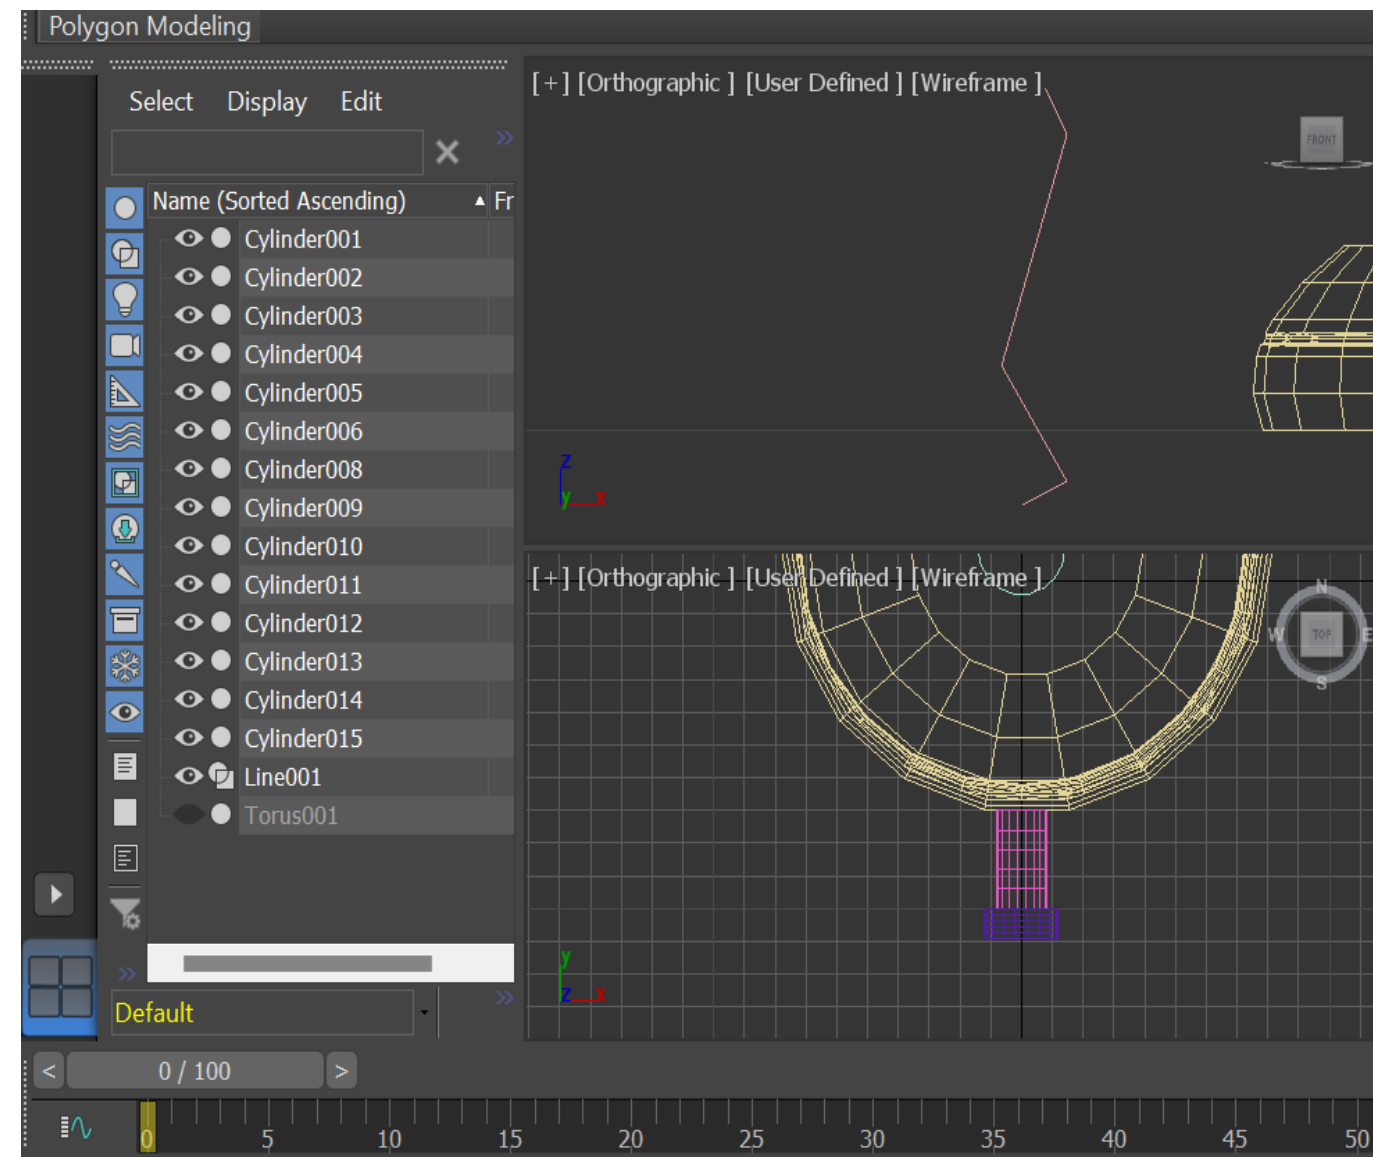 Polygon Modeling
Select Display Edit
Name (Sorted Ascending) Fr
Cylinder001
Cylinder002
Cylinder003
Cylinder004
Cylinder005
Cylinder006
Cylinder008
Cylinder009
Cylinder010
Cylinder011
Cylinder012
Cylinder013
Cylinder014
Cylinder015
Line001
Torus001
Default
[+] [Orthographic ] [User Defined ] [Wireframe ]
FRONT
z
y x
[+] [Orthographic ] [User Defined ] [Wireframe ]
N
W TOP E
S
y
z x
< 0 / 100 >
0 5 10 15 20 25 30 35 40 45 50